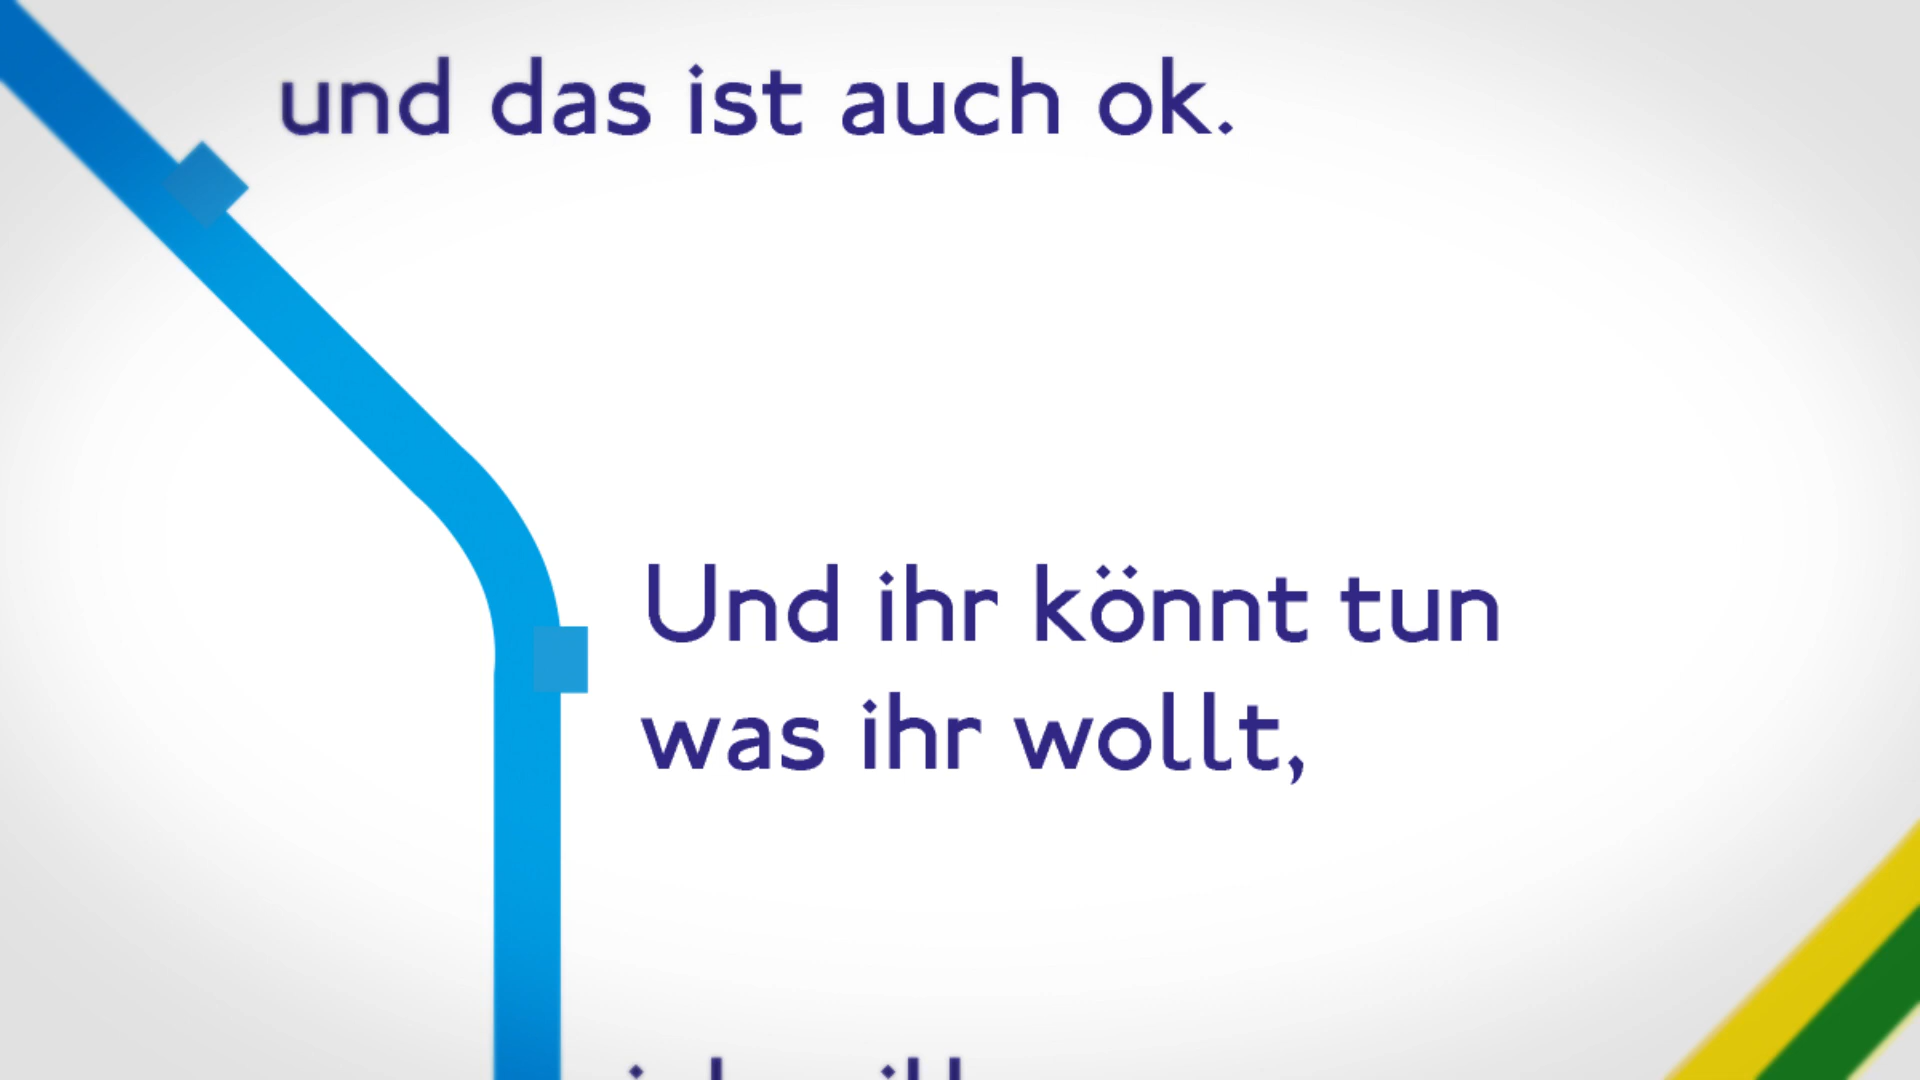 und das ist auch ok.
Und ihr könnt tun
was ihr wollt,